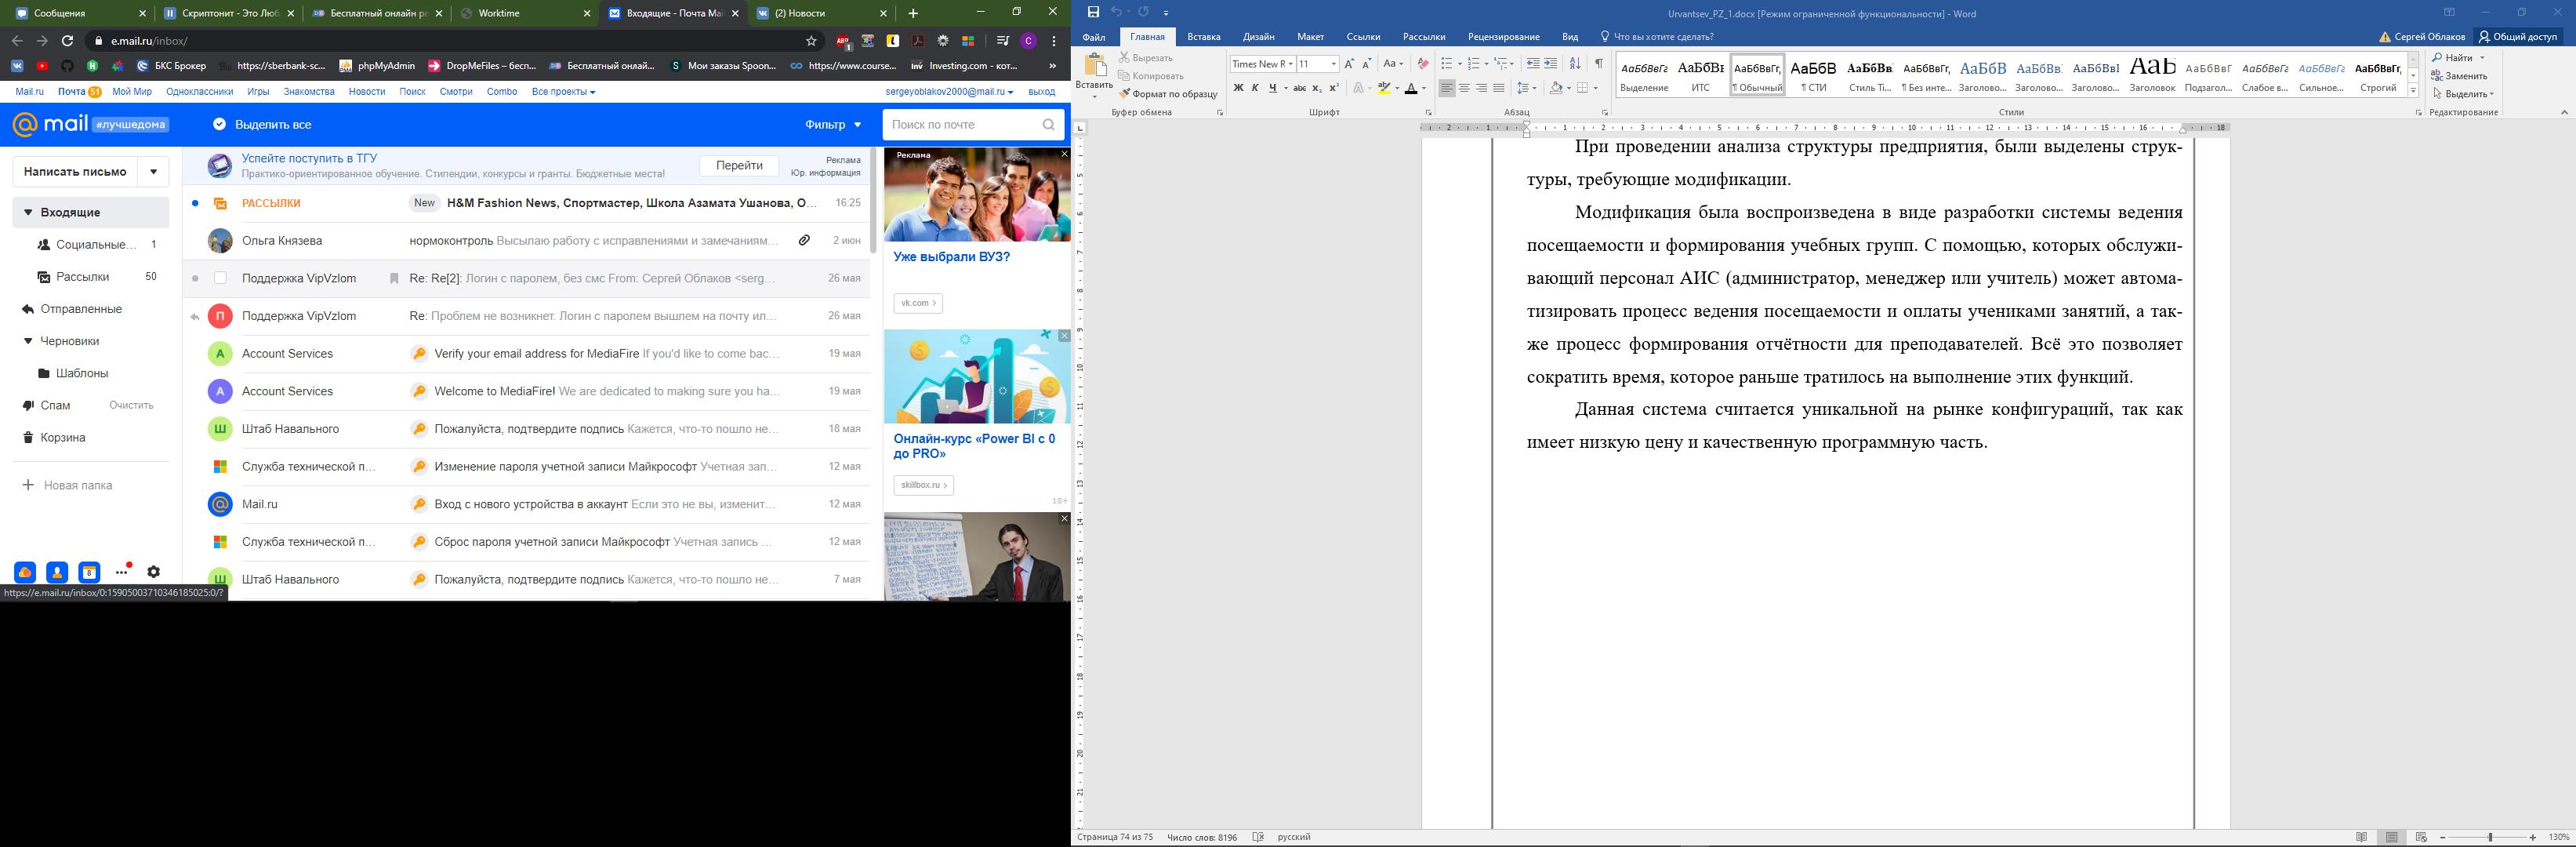 Сообщения
Скриптонит - Это Люб
Бесплатный онлайн ре
Worktime
Входящие - Почта Mai
(2) Новости
e.mail.ru/inbox/
БКС Брокер
https://sberbank-sc...
phpMyAdmin
DropMeFiles – бесп...
Бесплатный онлай...
Мои заказы Spoon...
https://www.course...
Investing.com - кот...
Mail.ru Почта 51 Мой Мир Одноклассники Игры Знакомства Новости Поиск Смотри Combo Все проекты
sergeyoblakov2000@mail.ru выход
mail #лучшедома
Выделить все
Фильтр
Поиск по почте
Написать письмо
Входящие
Социальные... 1
Рассылки 50
Отправленные
Черновики
Шаблоны
Спам Очистить
Корзина
Новая папка
https://e.mail.ru/inbox/0:15905003710346185025:0/?
Успейте поступить в ТГУ
Практико-ориентированное обучение. Стипендии, конкурсы и гранты. Бюджетные места!
Перейти
Реклама
Юр. информация
РАССЫЛКИ New H&M Fashion News, Спортмастер, Школа Азамата Ушанова, О... 16:25
Ольга Князева нормоконтроль Высылаю работу с исправлениями и замечаниям... 2 июн
Поддержка VipVzlom Re: Re[2]: Логин с паролем, без смс From: Сергей Облаков <serg... 26 мая
Поддержка VipVzlom Re: Проблем не возникнет. Логин с паролем вышлем на почту ил... 26 мая
Account Services Verify your email address for MediaFire If you'd like to come bac... 19 мая
Account Services Welcome to MediaFire! We are dedicated to making sure you ha... 19 мая
Штаб Навального Пожалуйста, подтвердите подпись Кажется, что-то пошло не... 18 мая
Служба технической п... Изменение пароля учетной записи Майкрософт Учетная зап... 12 мая
Mail.ru Вход с нового устройства в аккаунт Если это не вы, изменит... 12 мая
Служба технической п... Сброс пароля учетной записи Майкрософт Учетная запись ... 12 мая
Штаб Навального Пожалуйста, подтвердите подпись Кажется, что-то пошло не... 7 мая
Реклама
Уже выбрали ВУЗ?
vk.com
Онлайн-курс «Power BI с 0
до PRO»
skillbox.ru
18+
Urvantsev_PZ_1.docx [Режим ограниченной функциональности] - Word
Файл Главная Вставка Дизайн Макет Ссылки Рассылки Рецензирование Вид Что вы хотите сделать?
Сергей Облаков Общий доступ
Вставить
Вырезать
Копировать
Формат по образцу
Буфер обмена
Times New R 11
Шрифт
Абзац
Выделение ИТС ¶ Обычный ¶ СТИ Стиль Ti... ¶ Без инте... Заголово... Заголово... Заголово... Заголовок Подзагол... Слабое в... Сильное... Строгий
Стили
Найти
Заменить
Выделить
Редактирование
При проведении анализа структуры предприятия, были выделены струк-
туры, требующие модификации.
Модификация была воспроизведена в виде разработки системы ведения
посещаемости и формирования учебных групп. С помощью, которых обслужи-
вающий персонал АИС (администратор, менеджер или учитель) может автома-
тизировать процесс ведения посещаемости и оплаты учениками занятий, а так-
же процесс формирования отчётности для преподавателей. Всё это позволяет
сократить время, которое раньше тратилось на выполнение этих функций.
Данная система считается уникальной на рынке конфигураций, так как
имеет низкую цену и качественную программную часть.
Страница 74 из 75 Число слов: 8196 русский
130%